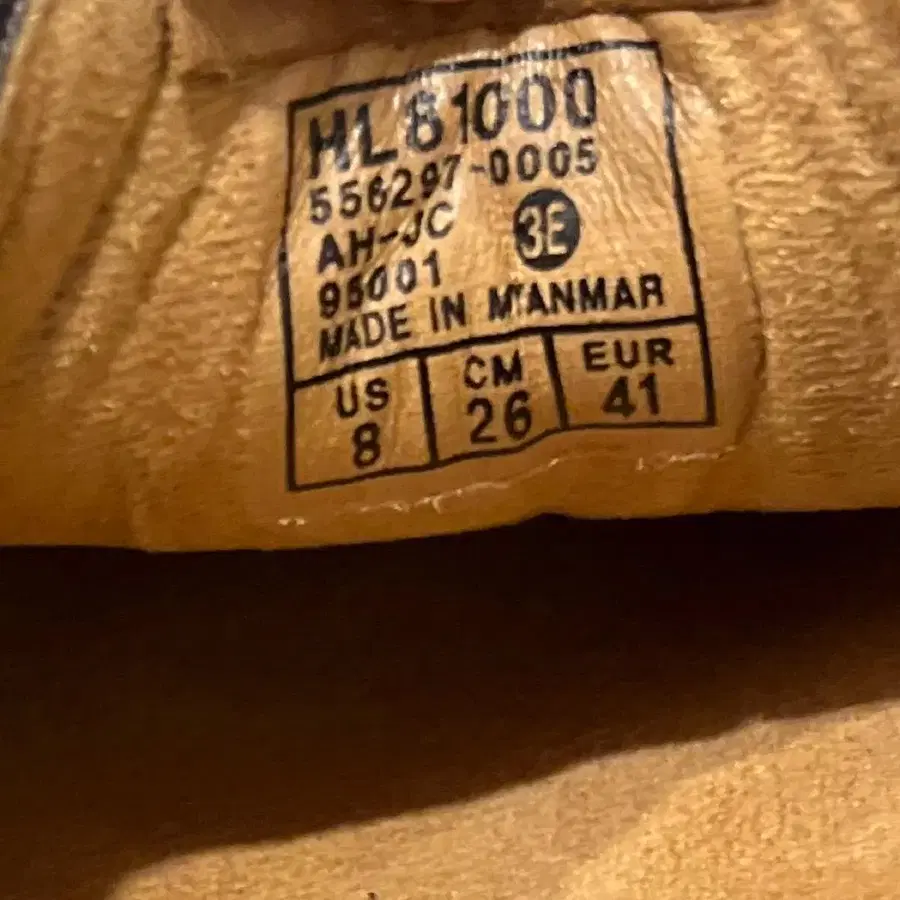 HL81000
556297-0005
AH-JC 3E
95001
MADE IN MYANMAR
US CM EUR
8 26 41